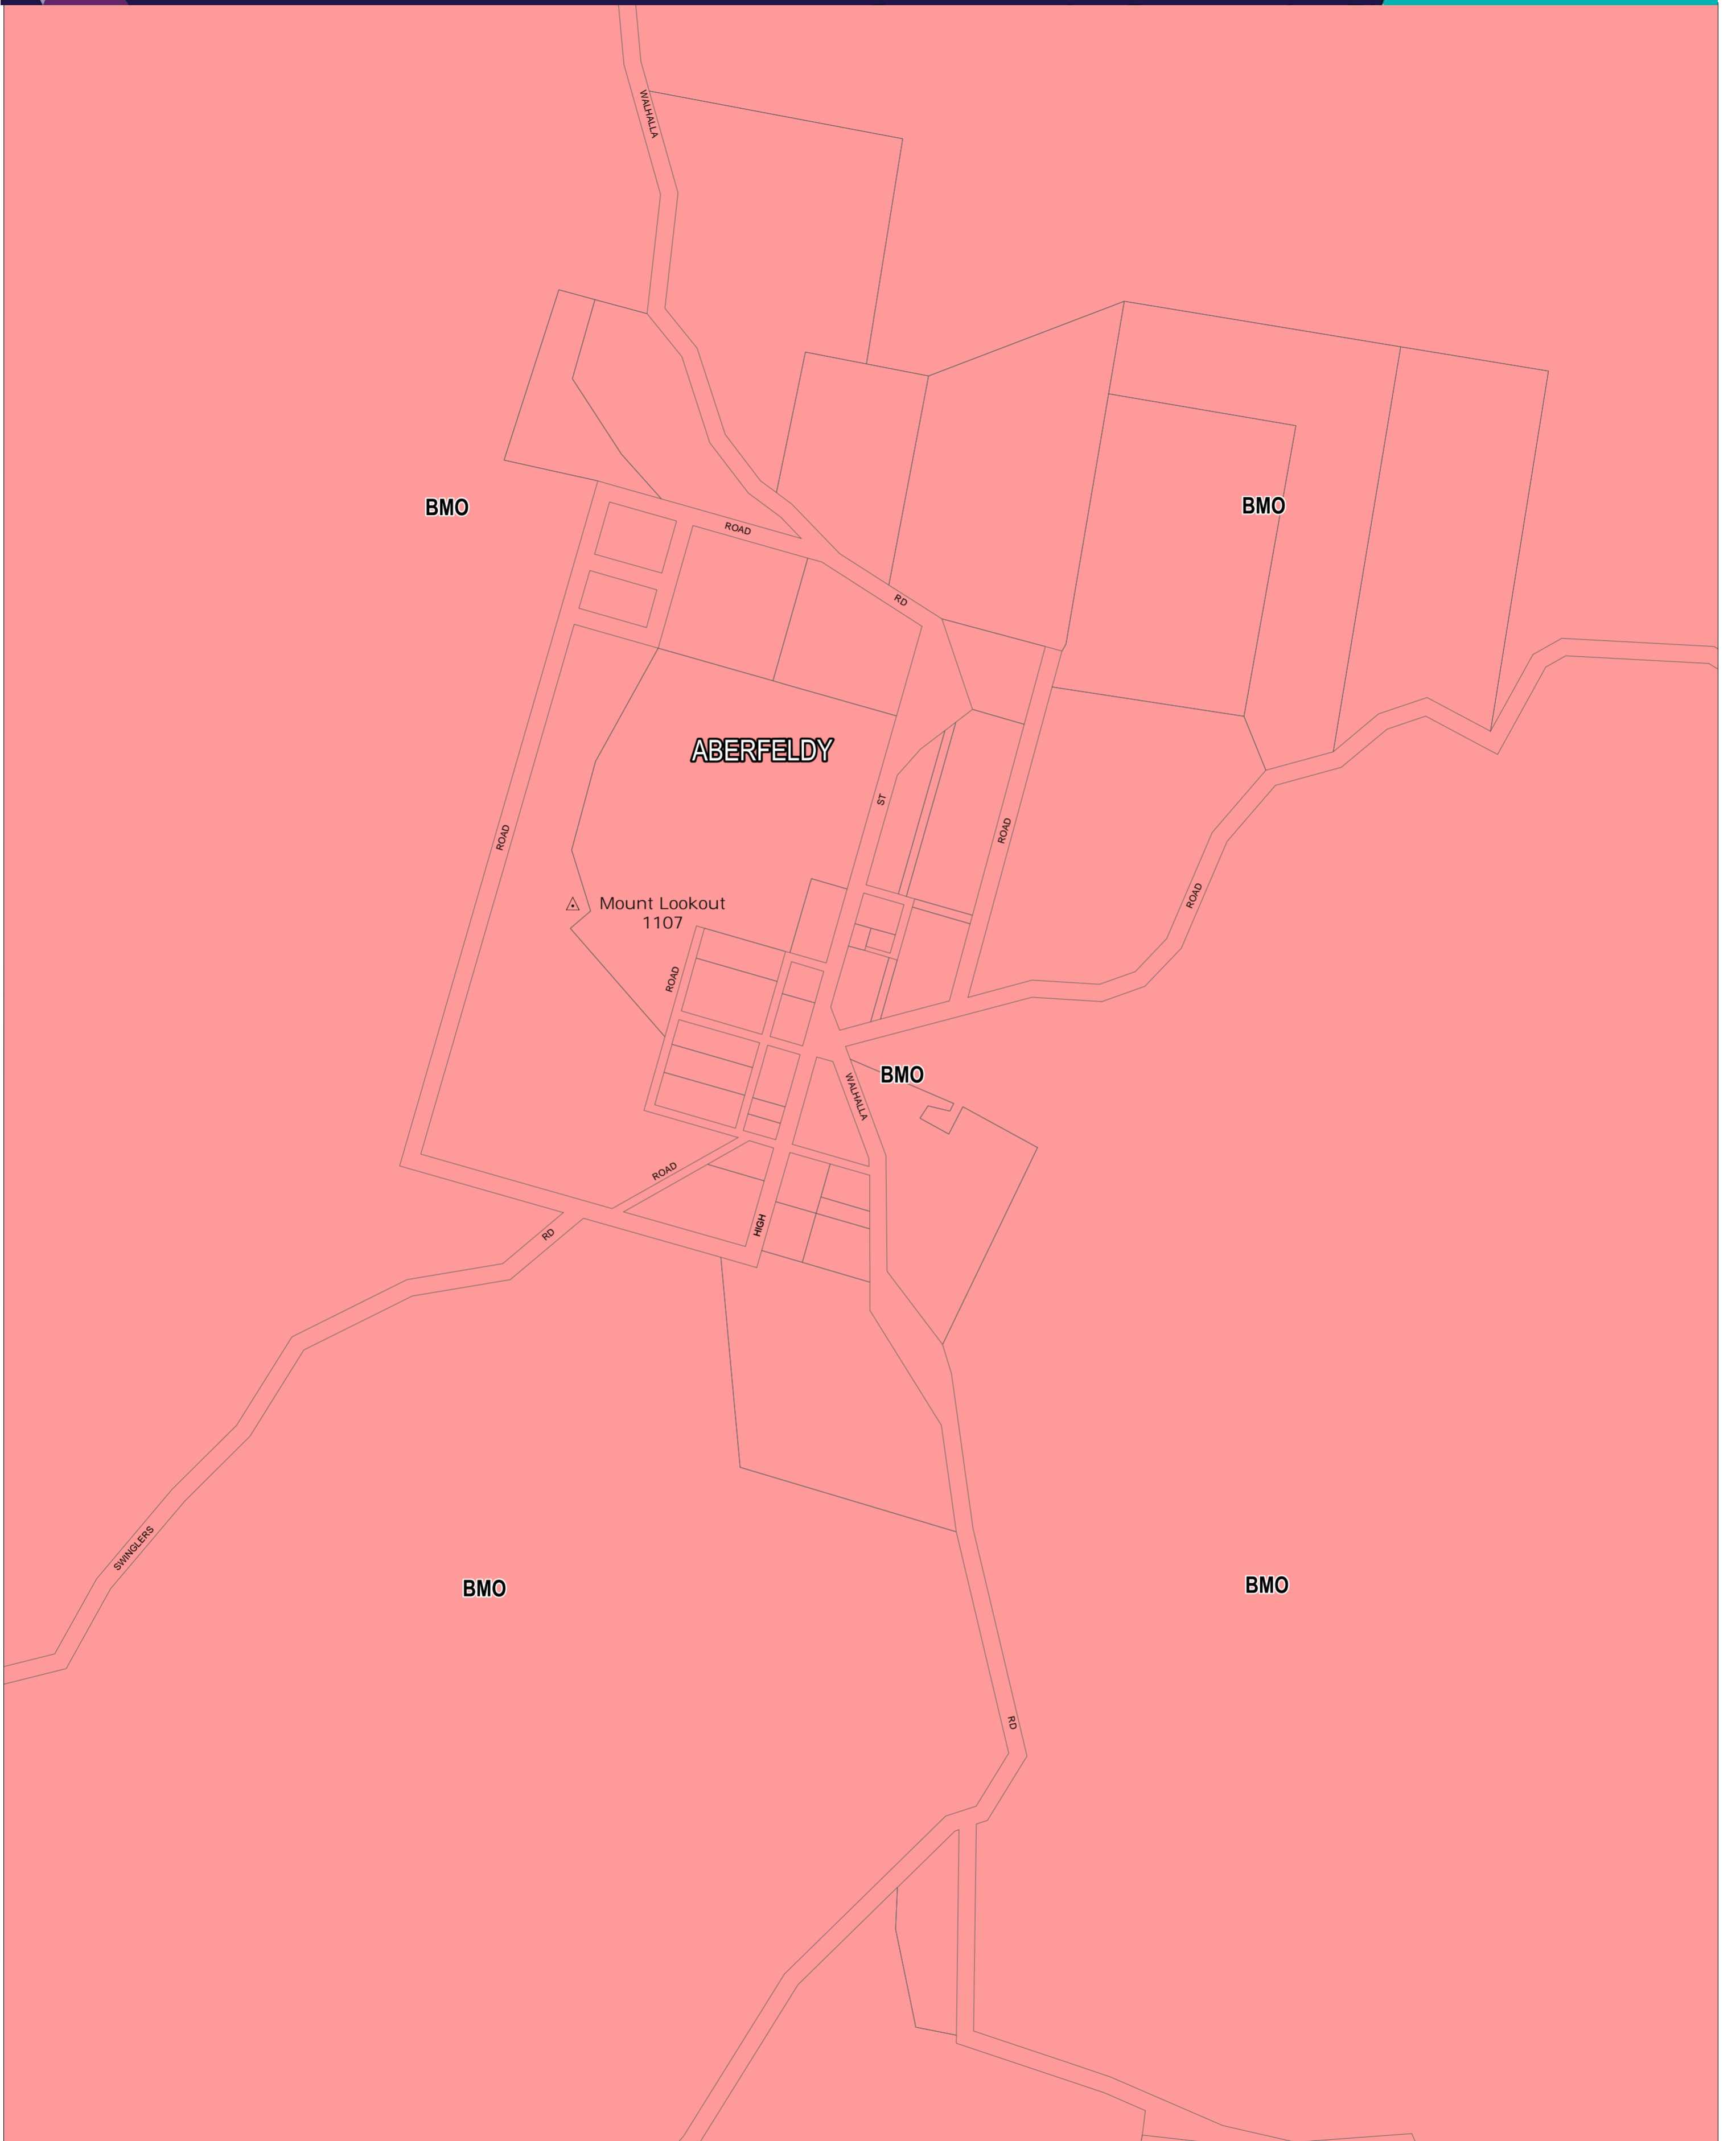 WALHALLA
BMO
BMO
ROAD
RD
ABERFELDY
ST
ROAD
ROAD
ROAD
Mount Lookout
1107
ROAD
BMO
WALHALLA
ROAD
HIGH
RD
SWINGLERS
BMO
BMO
RD